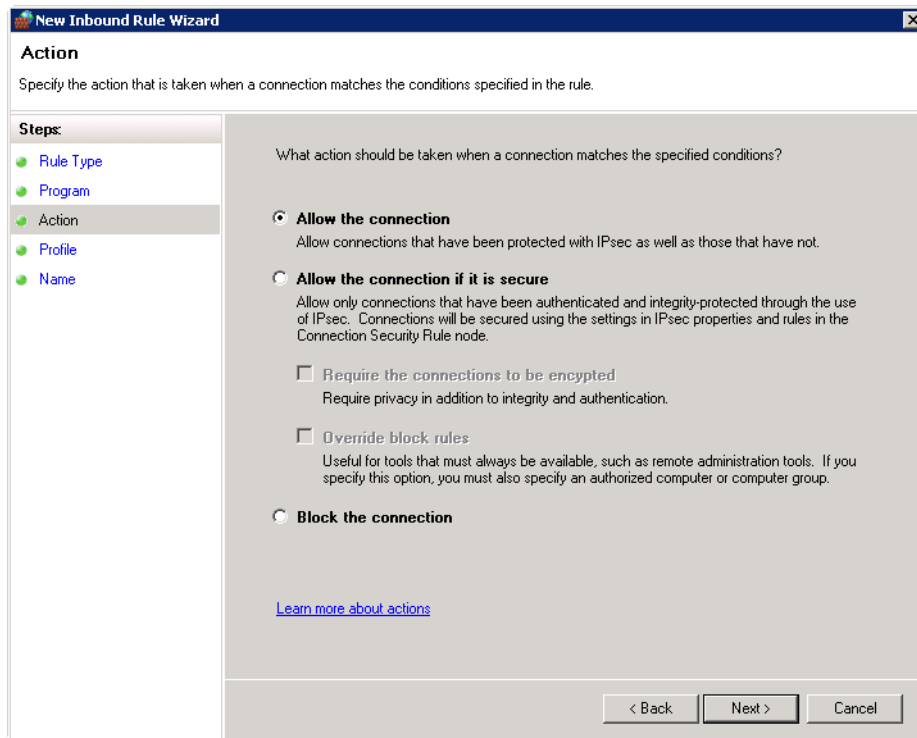 New Inbound Rule Wizard
Action
Specify the action that is taken when a connection matches the conditions specified in the rule.
Steps:
Rule Type
Program
Action
Profile
Name
What action should be taken when a connection matches the specified conditions?
Allow the connection
Allow connections that have been protected with IPsec as well as those that have not.
Allow the connection if it is secure
Allow only connections that have been authenticated and integrity-protected through the use
of IPsec. Connections will be secured using the settings in IPsec properties and rules in the
Connection Security Rule node.
Require the connections to be encrypted
Require privacy in addition to integrity and authentication.
Override block rules
Useful for tools that must always be available, such as remote administration tools. If you
specify this option, you must also specify an authorized computer or computer group.
Block the connection
Learn more about actions
< Back
Next >
Cancel